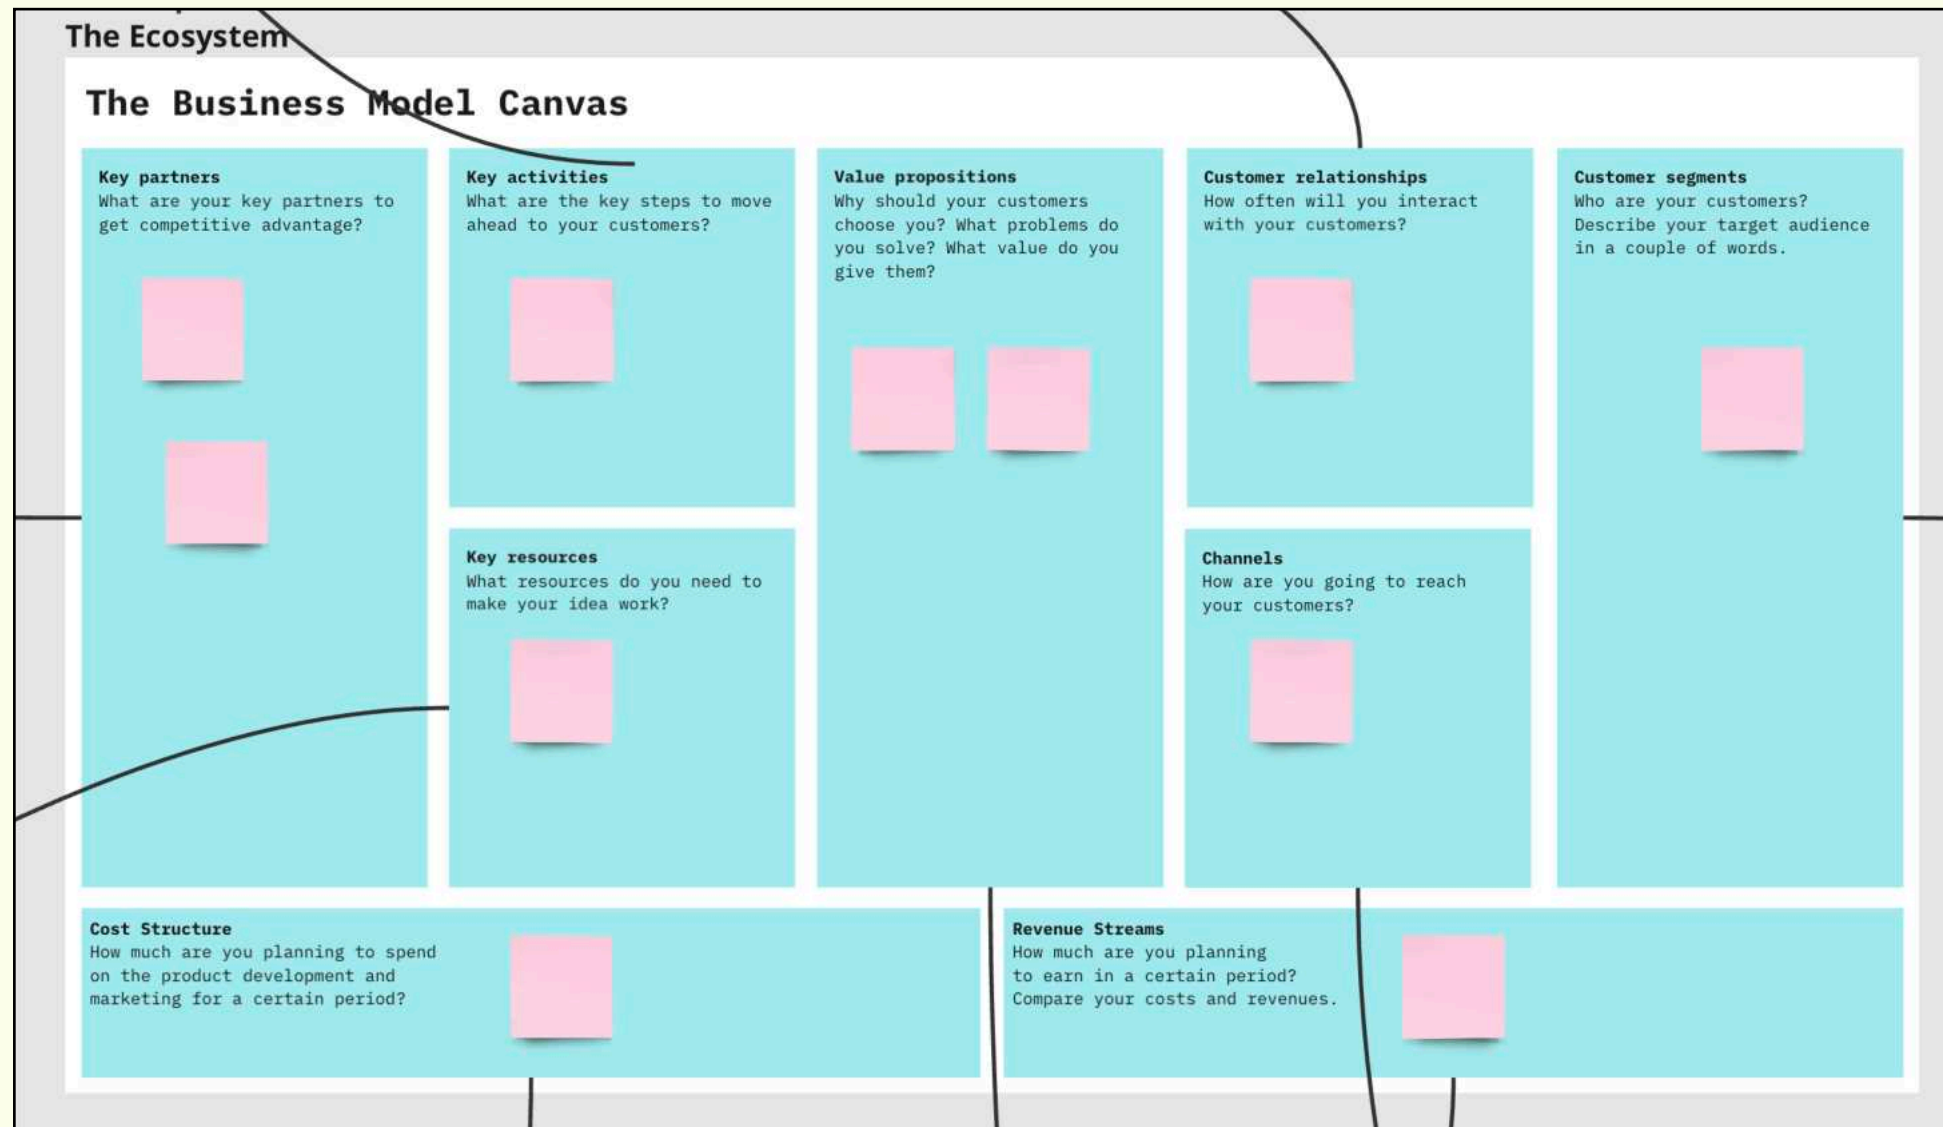 The Ecosystem
The Business Model Canvas
Key partners
What are your key partners to
get competitive advantage?
Key activities
What are the key steps to move
ahead to your customers?
Key resources
What resources do you need to
make your idea work?
Value propositions
Why should your customers
choose you? What problems do
you solve? What value do you
give them?
Customer relationships
How often will you interact
with your customers?
Channels
How are you going to reach
your customers?
Customer segments
Who are your customers?
Describe your target audience
in a couple of words.
Cost Structure
How much are you planning to spend
on the product development and
marketing for a certain period?
Revenue Streams
How much are you planning
to earn in a certain period?
Compare your costs and revenues.